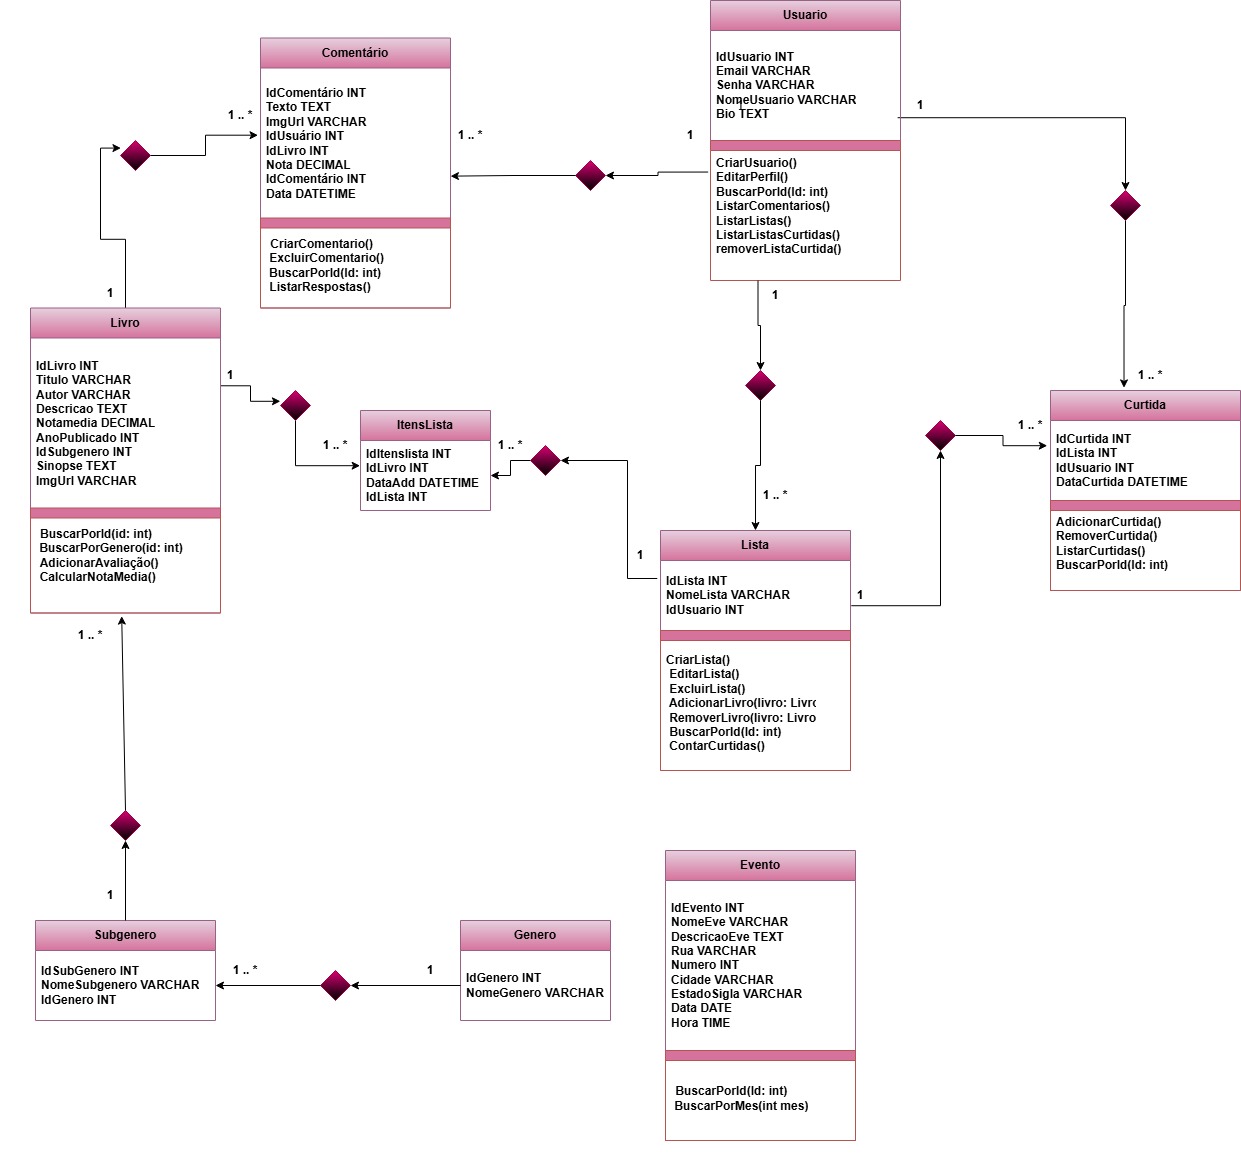 Usuario
IdUsuario INT
Email VARCHAR
Senha VARCHAR
NomeUsuario VARCHAR
Bio TEXT
CriarUsuario()
EditarPerfil()
BuscarPorId(Id: int)
ListarComentarios()
ListarListas()
ListarListasCurtidas()
removerListaCurtida()
Comentário
IdComentário INT
Texto TEXT
ImgUrl VARCHAR
IdUsuário INT
IdLivro INT
Nota DECIMAL
IdComentário INT
Data DATETIME
CriarComentario()
ExcluirComentario()
BuscarPorId(Id: int)
ListarRespostas()
1 .. *
1 .. *
1
1
1
1
Livro
IdLivro INT
Titulo VARCHAR
Autor VARCHAR
Descricao TEXT
Notamedia DECIMAL
AnoPublicado INT
IdSubgenero INT
Sinopse TEXT
ImgUrl VARCHAR
BuscarPorId(id: int)
BuscarPorGenero(id: int)
AdicionarAvaliação()
CalcularNotaMedia()
1
1 .. *
1 .. *
ItensLista
IdItenslista INT
IdLivro INT
DataAdd DATETIME
IdLista INT
1 .. *
Curtida
IdCurtida INT
IdLista INT
IdUsuario INT
DataCurtida DATETIME
AdicionarCurtida()
RemoverCurtida()
ListarCurtidas()
BuscarPorId(Id: int)
1 .. *
1 .. *
1
1
Lista
IdLista INT
NomeLista VARCHAR
IdUsuario INT
CriarLista()
EditarLista()
ExcluirLista()
AdicionarLivro(livro: Livro
RemoverLivro(livro: Livro
BuscarPorId(Id: int)
ContarCurtidas()
1 .. *
1
Subgenero
IdSubGenero INT
NomeSubgenero VARCHAR
IdGenero INT
1 .. *
1
Genero
IdGenero INT
NomeGenero VARCHAR
Evento
IdEvento INT
NomeEve VARCHAR
DescricaoEve TEXT
Rua VARCHAR
Numero INT
Cidade VARCHAR
EstadoSigla VARCHAR
Data DATE
Hora TIME
BuscarPorId(Id: int)
BuscarPorMes(int mes)